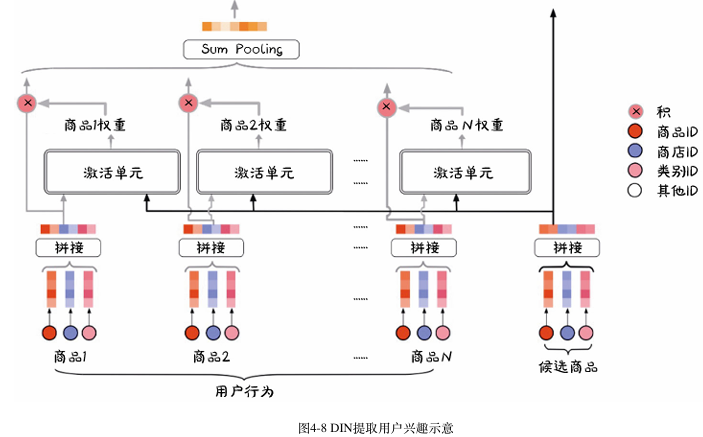 Sum Pooling
商品1权重
商品2权重
商品N权重
激活单元
激活单元
......
激活单元
......
积
商品ID
商店ID
类别ID
其他ID
......
拼接
拼接
......
拼接
拼接
......
商品1
商品2
......
商品N
候选商品
用户行为
图4-8 DIN提取用户兴趣示意